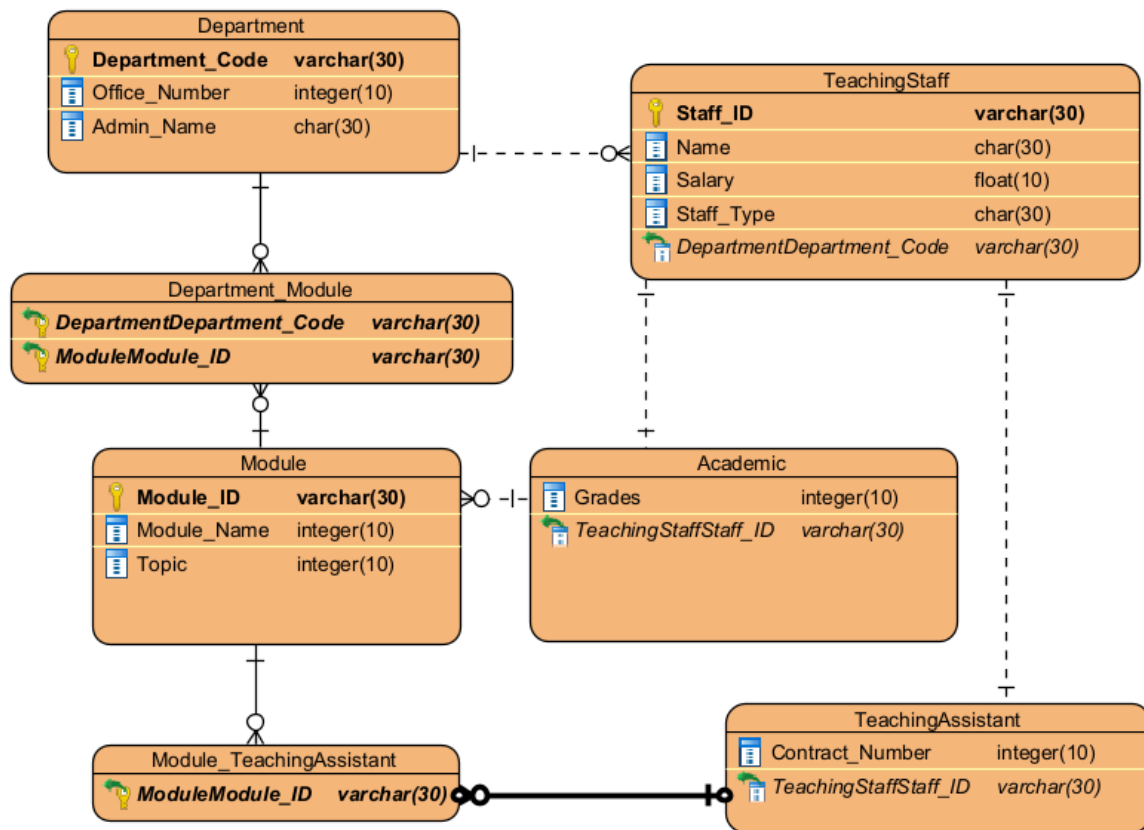 Department
Department_Code varchar(30)
Office_Number integer(10)
Admin_Name char(30)
TeachingStaff
Staff_ID varchar(30)
Name char(30)
Salary float(10)
Staff_Type char(30)
DepartmentDepartment_Code varchar(30)
Department_Module
DepartmentDepartment_Code varchar(30)
ModuleModule_ID varchar(30)
Module
Module_ID varchar(30)
Module_Name integer(10)
Topic integer(10)
Academic
Grades integer(10)
TeachingStaffStaff_ID varchar(30)
Module_TeachingAssistant
ModuleModule_ID varchar(30)
TeachingAssistant
Contract_Number integer(10)
TeachingStaffStaff_ID varchar(30)